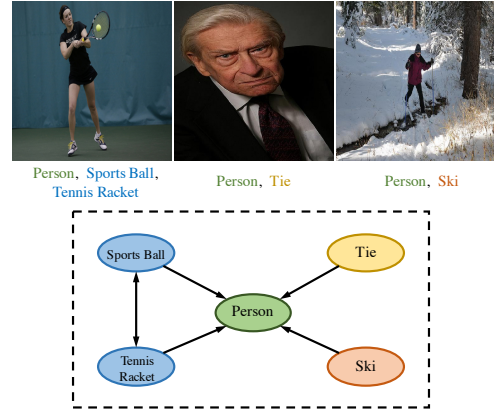 Person, Sports Ball,
Tennis Racket
Person, Tie
Person, Ski
Sports Ball
Tie
Person
Tennis
Racket
Ski